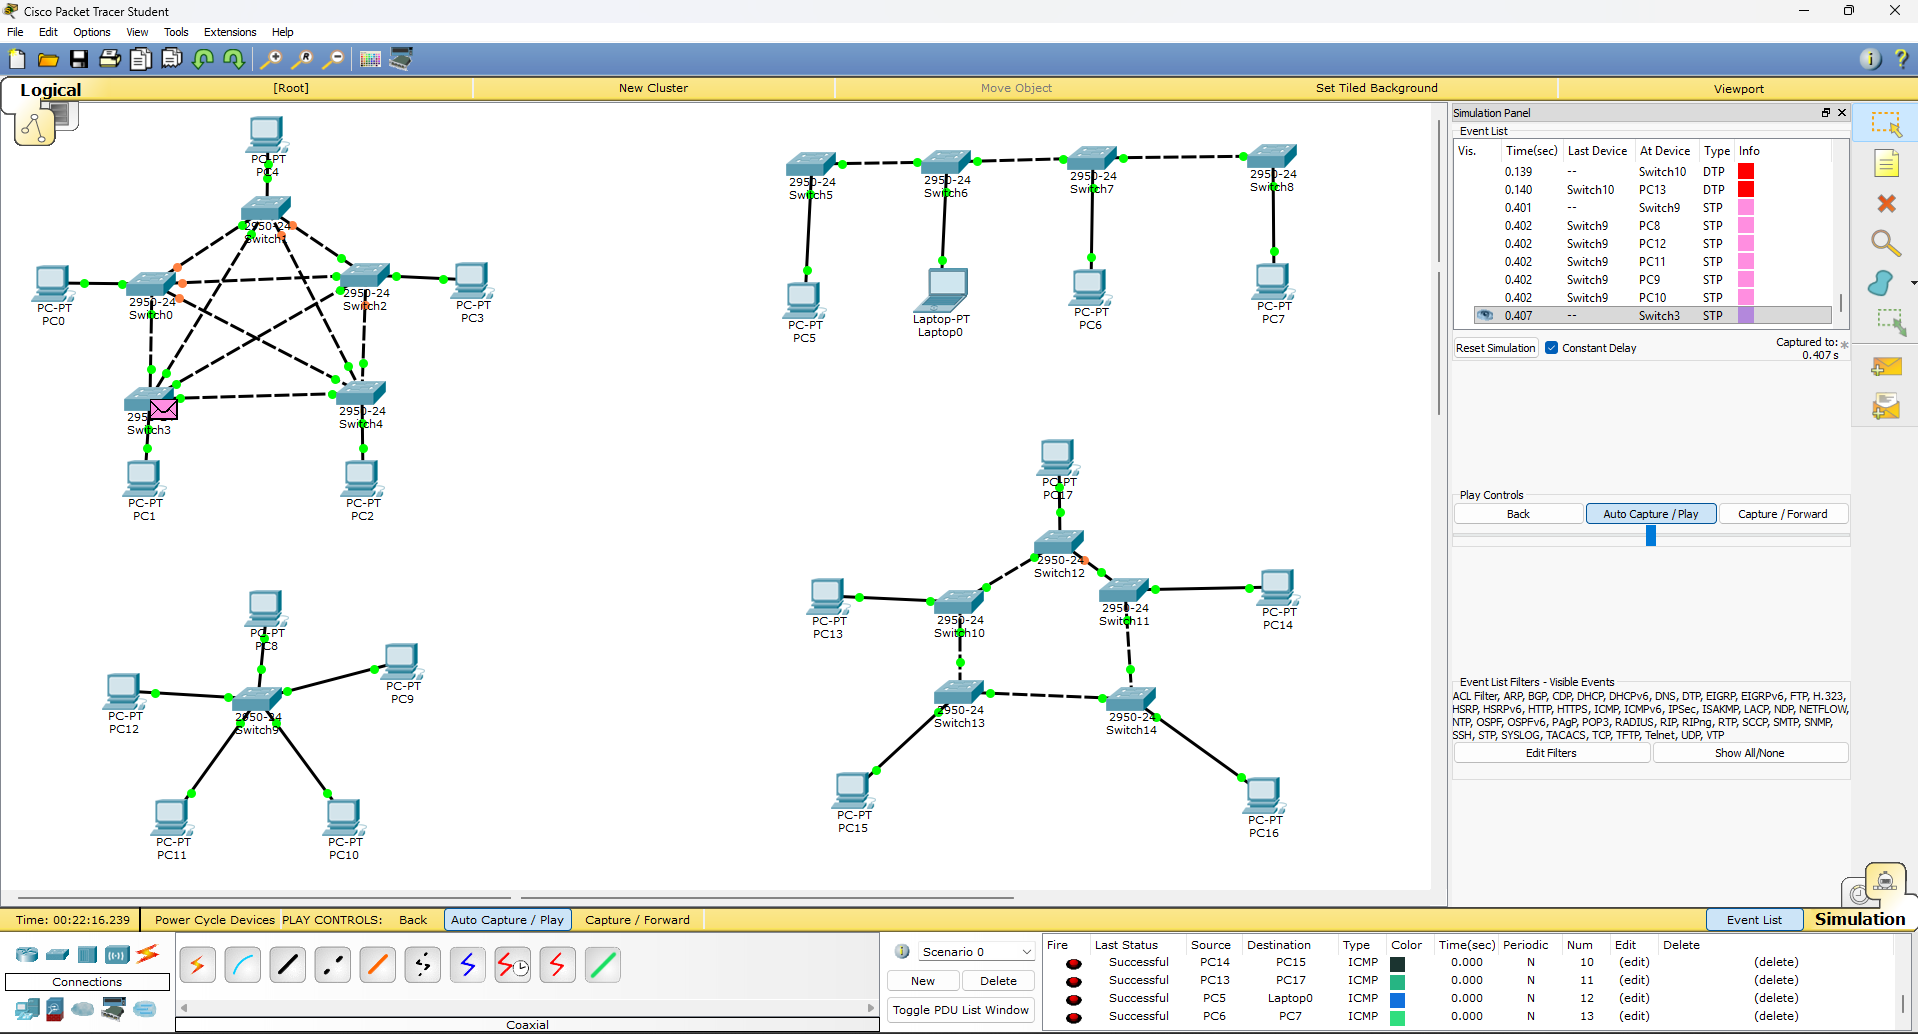 Cisco Packet Tracer Student
File Edit Options View Tools Extensions Help
Logical [Root] New Cluster Move Object Set Tiled Background Viewport
PC-PT
PC4
2950-24
Switch1
PC-PT
PC0
2950-24
Switch0
2950-24
Switch2
PC-PT
PC3
2950-24
Switch3
2950-24
Switch4
PC-PT
PC1
PC-PT
PC2
2950-24
Switch5
2950-24
Switch6
2950-24
Switch7
2950-24
Switch8
PC-PT
PC5
Laptop-PT
Laptop0
PC-PT
PC6
PC-PT
PC7
PC-PT
PC8
PC-PT
PC9
PC-PT
PC12
2950-24
Switch9
PC-PT
PC11
PC-PT
PC10
PC-PT
PC17
2950-24
Switch12
PC-PT
PC13
2950-24
Switch10
2950-24
Switch11
PC-PT
PC14
2950-24
Switch13
2950-24
Switch14
PC-PT
PC15
PC-PT
PC16
Simulation Panel
Event List
Vis. Time(sec) Last Device At Device Type Info
0.139 -- Switch10 DTP
0.140 Switch10 PC13 DTP
0.401 -- Switch9 STP
0.402 Switch9 PC8 STP
0.402 Switch9 PC12 STP
0.402 Switch9 PC11 STP
0.402 Switch9 PC9 STP
0.402 Switch9 PC10 STP
0.407 -- Switch3 STP
Reset Simulation Constant Delay Captured to: *
0.407 s
Play Controls
Back Auto Capture / Play Capture / Forward
Event List Filters - Visible Events
ACL Filter, ARP, BGP, CDP, DHCP, DHCPv6, DNS, DTP, EIGRP, EIGRPv6, FTP, H.323,
HSRP, HSRPv6, HTTP, HTTPS, ICMP, ICMPv6, IPSec, ISAKMP, LACP, NDP, NETFLOW,
NTP, OSPF, OSPFv6, PAgP, POP3, RADIUS, RIP, RIPng, RTP, SCCP, SMTP, SNMP,
SSH, STP, SYSLOG, TACACS, TCP, TFTP, Telnet, UDP, VTP
Edit Filters Show All/None
Time: 00:22:16.239 Power Cycle Devices PLAY CONTROLS: Back Auto Capture / Play Capture / Forward Event List Simulation
Connections
Coaxial
Scenario 0
New Delete
Toggle PDU List Window
Fire Last Status Source Destination Type Color Time(sec) Periodic Num Edit Delete
Successful PC14 PC15 ICMP 0.000 N 10 (edit) (delete)
Successful PC13 PC17 ICMP 0.000 N 11 (edit) (delete)
Successful PC5 Laptop0 ICMP 0.000 N 12 (edit) (delete)
Successful PC6 PC7 ICMP 0.000 N 13 (edit) (delete)